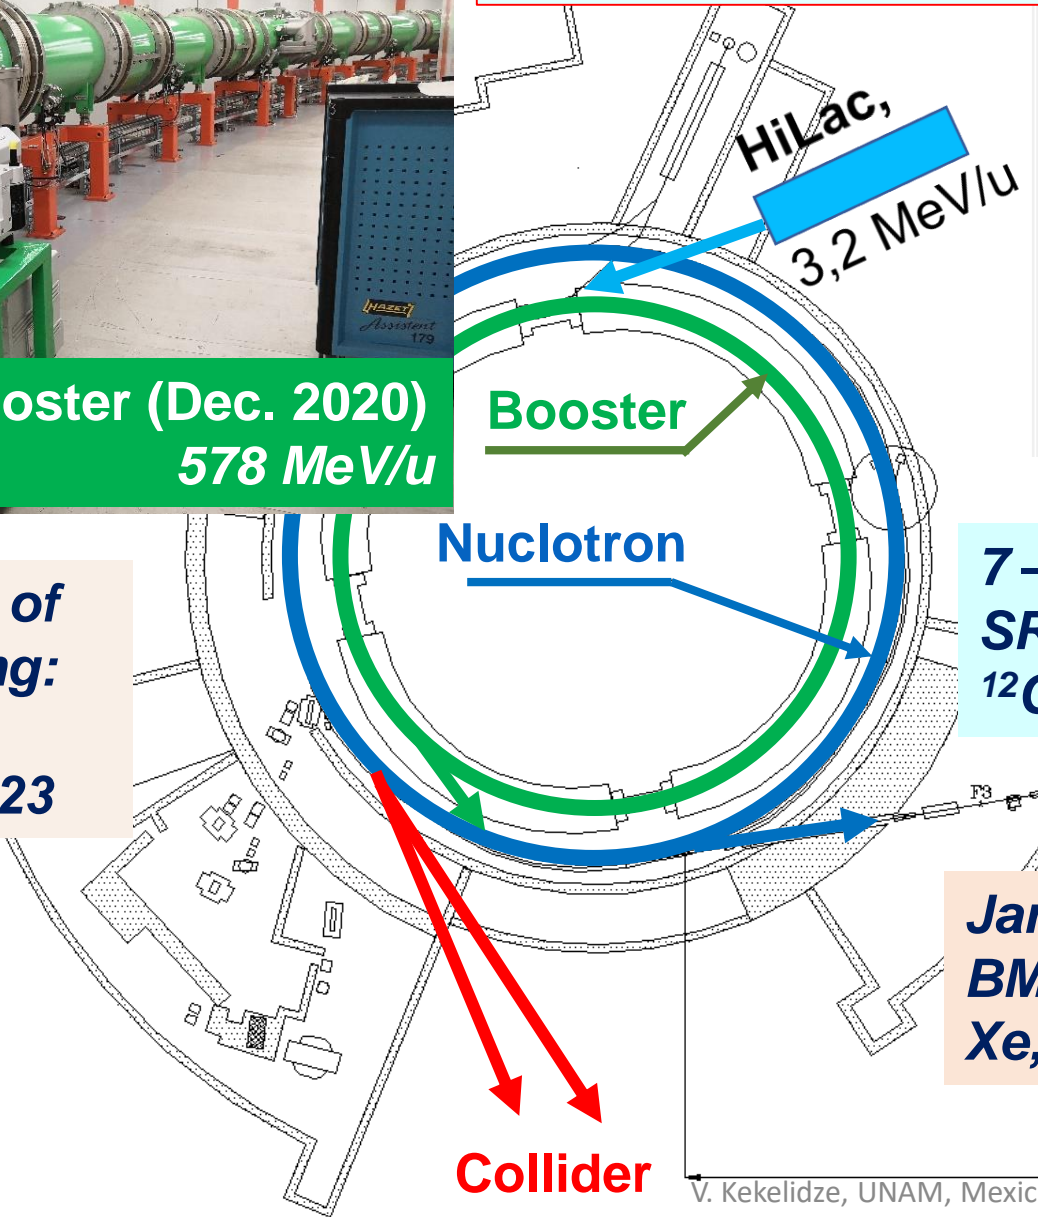 HiLac,
3,2 MeV/u
HAZET
Assistent
179
oster (Dec. 2020)
578 MeV/u
Booster
Nuclotron
of
ng:
23
7 –
SR
12C
F3
Jan
BM
Xe,
Collider
V. Kekelidze, UNAM, Mexic